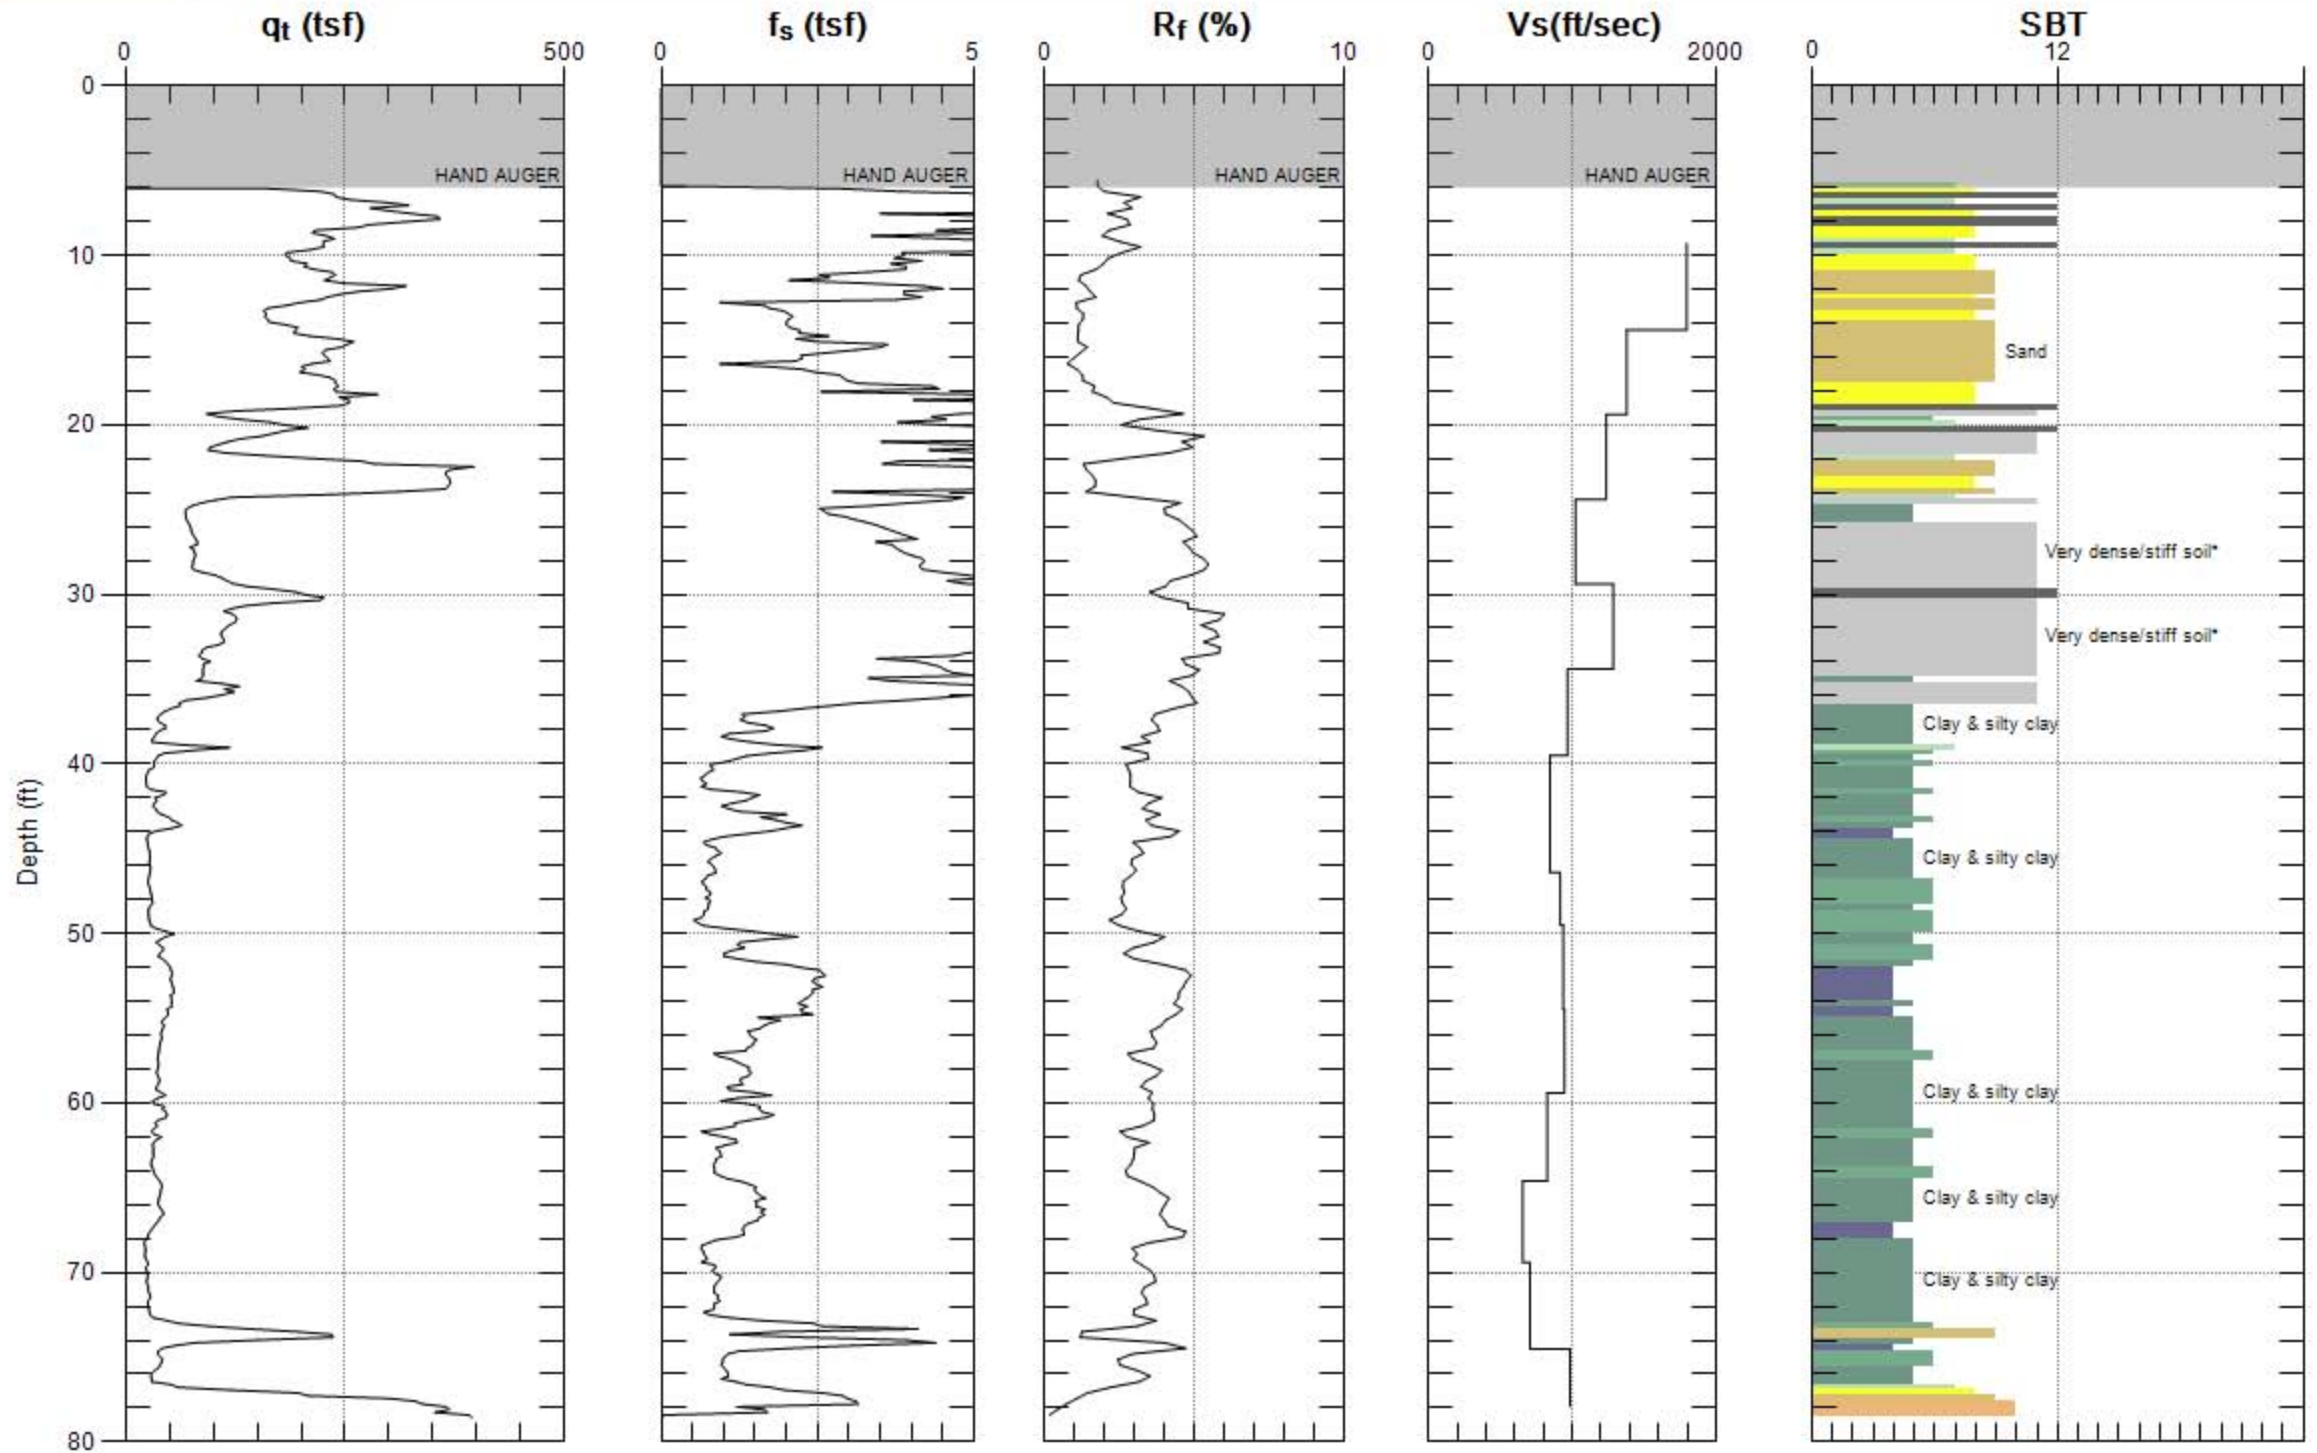 qt (tsf) fs (tsf) Rf (%) Vs(ft/sec) SBT
0 500 0 5 0 10 0 2000 0 12
0
HAND AUGER HAND AUGER HAND AUGER HAND AUGER
10
Sand
20
Very dense/stiff soil*
30
Very dense/stiff soil*
Clay & silty clay
40
Depth (ft)
Clay & silty clay
50
Clay & silty clay
60
Clay & silty clay
70
Clay & silty clay
80